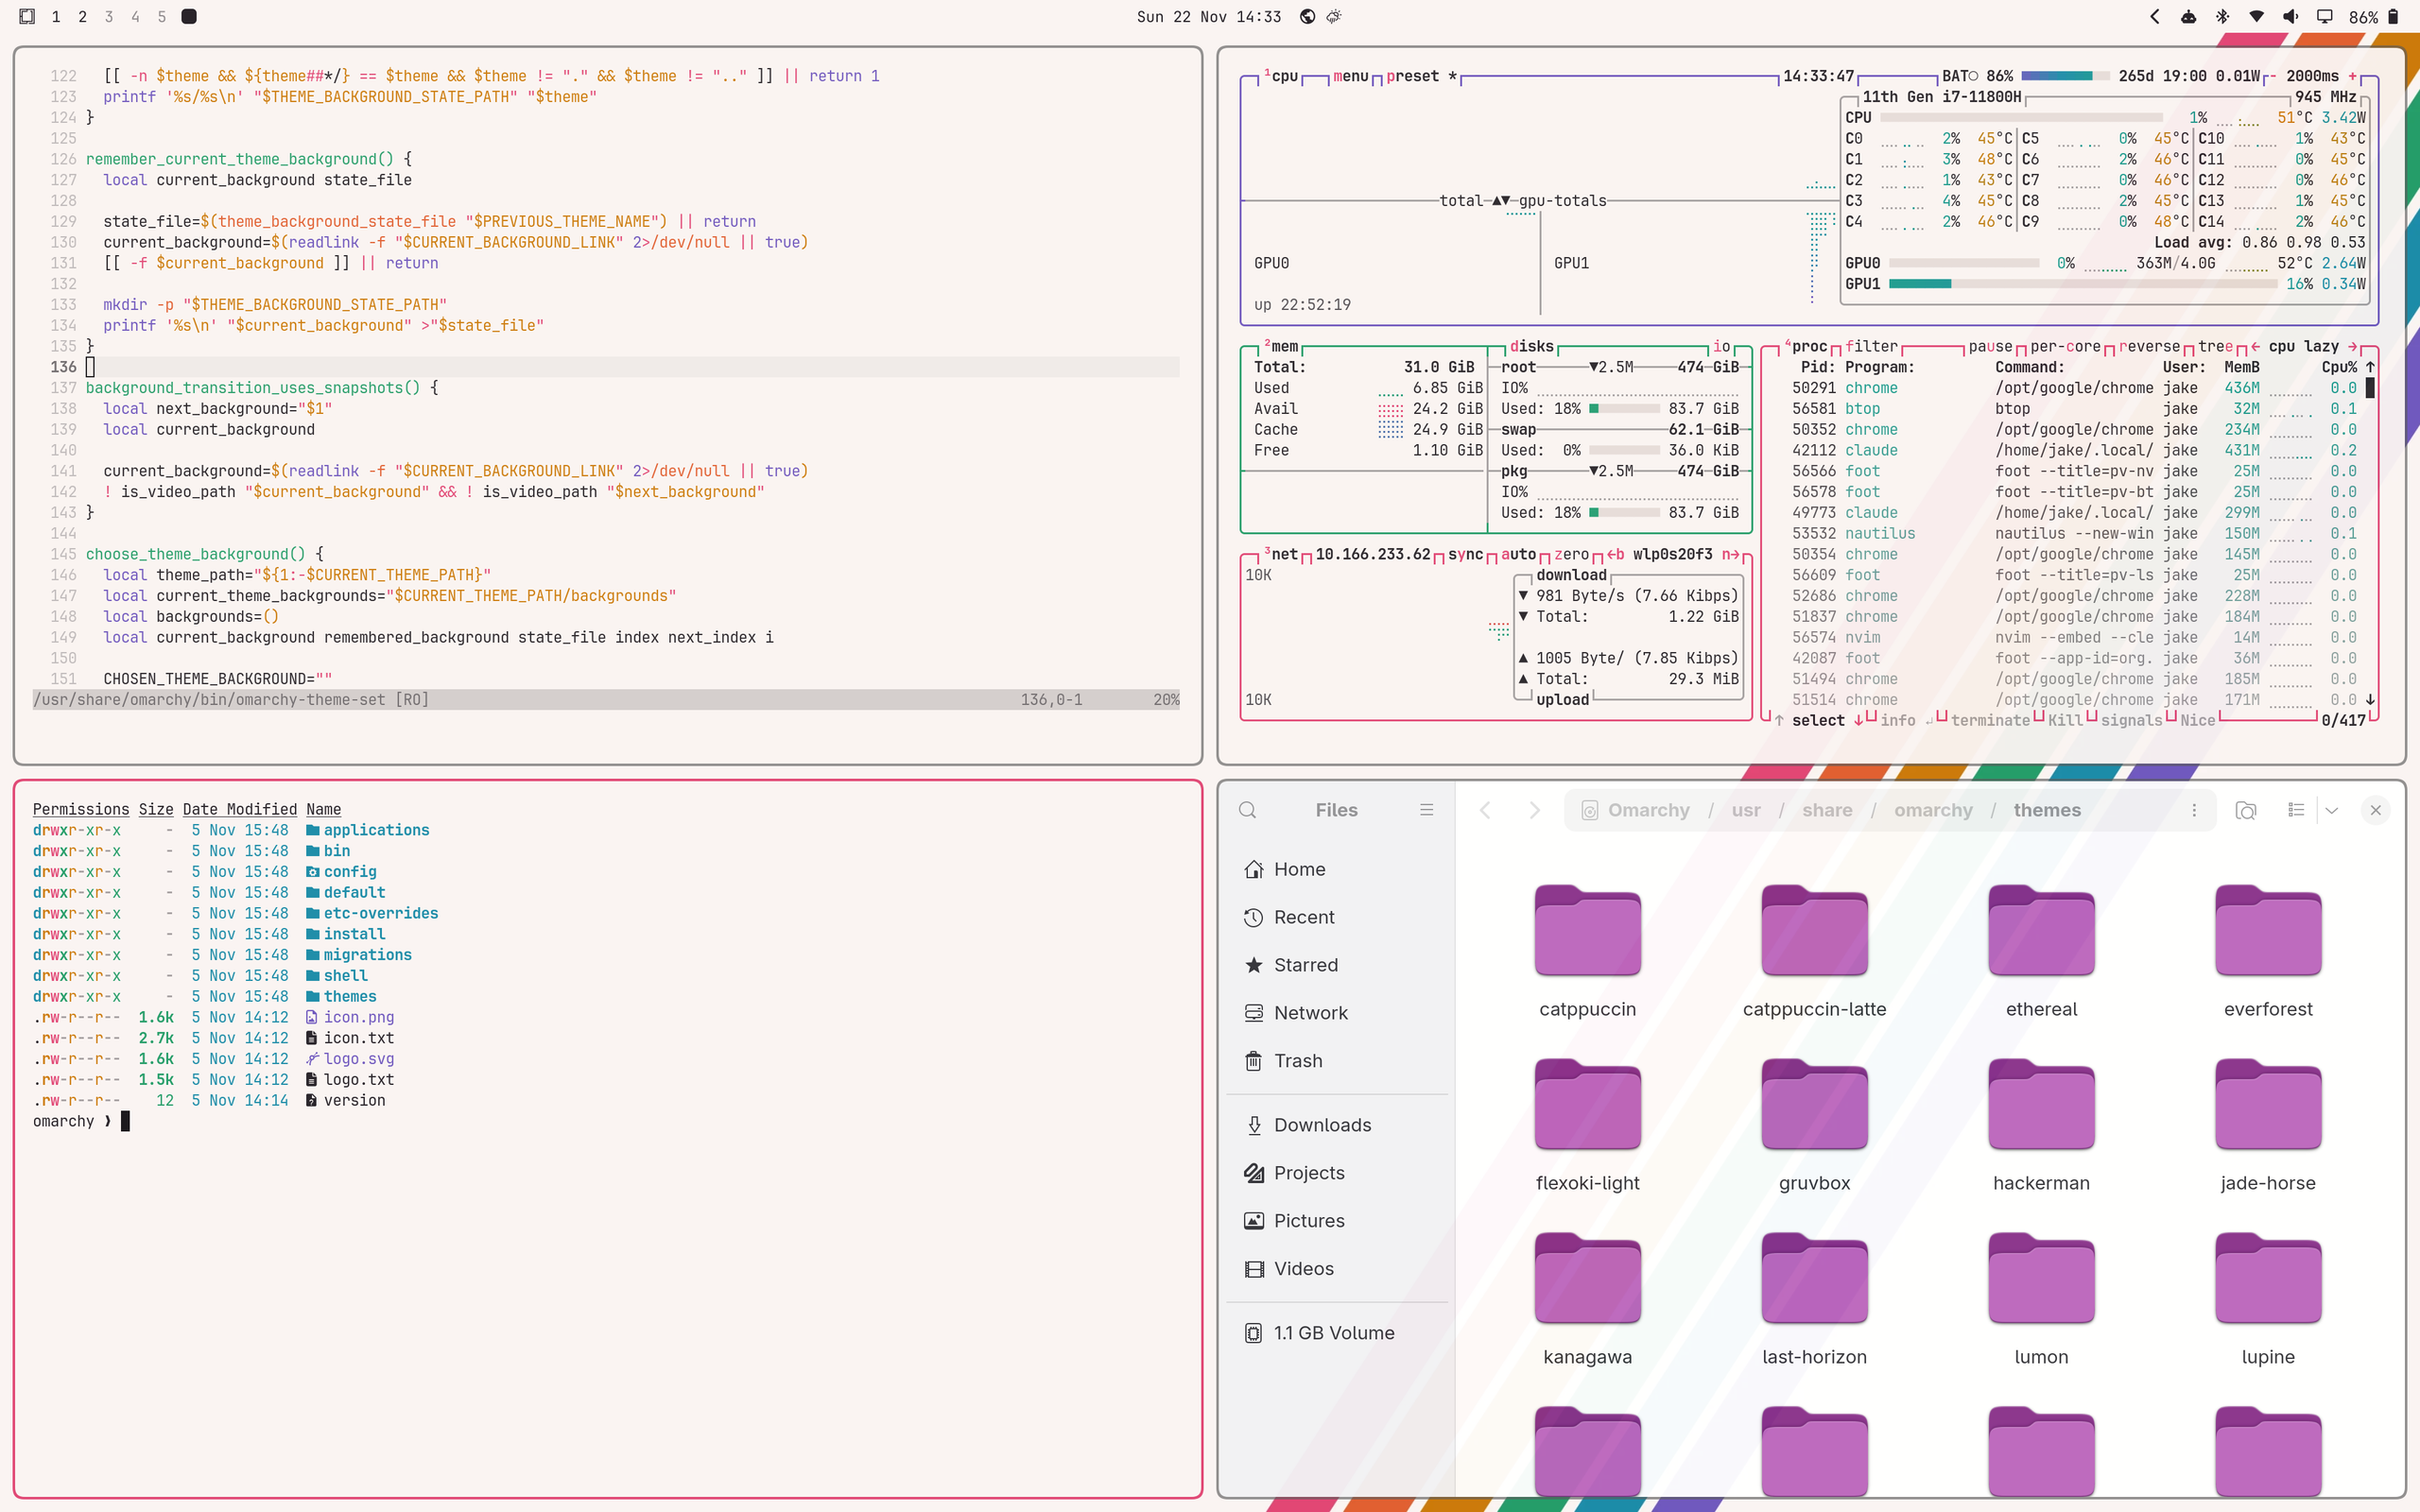 1 2 3 4 5
Sun 22 Nov 14:33
86%
122 [[ -n $theme && ${theme##*/} == $theme && $theme != "." && $theme != ".." ]] || return 1
123 printf '%s/%s\n' "$THEME_BACKGROUND_STATE_PATH" "$theme"
124 }
125
126 remember_current_theme_background() {
127 local current_background state_file
128
129 state_file=$(theme_background_state_file "$PREVIOUS_THEME_NAME") || return
130 current_background=$(readlink -f "$CURRENT_BACKGROUND_LINK" 2>/dev/null || true)
131 [[ -f $current_background ]] || return
132
133 mkdir -p "$THEME_BACKGROUND_STATE_PATH"
134 printf '%s\n' "$current_background" >"$state_file"
135 }
136
137 background_transition_uses_snapshots() {
138 local next_background="$1"
139 local current_background
140
141 current_background=$(readlink -f "$CURRENT_BACKGROUND_LINK" 2>/dev/null || true)
142 ! is_video_path "$current_background" && ! is_video_path "$next_background"
143 }
144
145 choose_theme_background() {
146 local theme_path="${1:-$CURRENT_THEME_PATH}"
147 local current_theme_backgrounds="$CURRENT_THEME_PATH/backgrounds"
148 local backgrounds=()
149 local current_background remembered_background state_file index next_index i
150
151 CHOSEN_THEME_BACKGROUND=""
/usr/share/omarchy/bin/omarchy-theme-set [RO] 136,0-1 20%
1cpu menu preset * 14:33:47 BAT 86% 265d 19:00 0.01W - 2000ms +
11th Gen i7-11800H 945 MHz
CPU 1% 51°C 3.42W
C0 2% 45°C C5 0% 45°C C10 1% 43°C
C1 3% 48°C C6 2% 46°C C11 0% 45°C
C2 1% 43°C C7 0% 46°C C12 0% 46°C
C3 4% 45°C C8 2% 45°C C13 1% 45°C
C4 2% 46°C C9 0% 48°C C14 2% 46°C
Load avg: 0.86 0.98 0.53
GPU0 0% 363M/4.0G 52°C 2.64W
GPU1 16% 0.34W
total ▲▼ gpu-totals
GPU0 GPU1
up 22:52:19
2mem
Total: 31.0 GiB
Used 6.85 GiB
Avail 24.2 GiB
Cache 24.9 GiB
Free 1.10 GiB
disks io
root ▼2.5M 474 GiB
IO%
Used: 18% 83.7 GiB
swap 62.1 GiB
Used: 0% 36.0 KiB
pkg ▼2.5M 474 GiB
IO%
Used: 18% 83.7 GiB
3net 10.166.233.62 sync auto zero ←b wlp0s20f3 n→
10K
download
▼ 981 Byte/s (7.66 Kibps)
▼ Total: 1.22 GiB
▲ 1005 Byte/ (7.85 Kibps)
▲ Total: 29.3 MiB
10K
upload
4proc filter pause per-core reverse tree ← cpu lazy →
Pid: Program: Command: User: MemB Cpu% ↑
50291 chrome /opt/google/chrome jake 436M 0.0
56581 btop btop jake 32M 0.1
50352 chrome /opt/google/chrome jake 234M 0.0
42112 claude /home/jake/.local/ jake 431M 0.2
56566 foot foot --title=pv-nv jake 25M 0.0
56578 foot foot --title=pv-bt jake 25M 0.0
49773 claude /home/jake/.local/ jake 299M 0.0
53532 nautilus nautilus --new-win jake 150M 0.1
50354 chrome /opt/google/chrome jake 145M 0.0
56609 foot foot --title=pv-ls jake 25M 0.0
52686 chrome /opt/google/chrome jake 228M 0.0
51837 chrome /opt/google/chrome jake 184M 0.0
56574 nvim nvim --embed --cle jake 14M 0.0
42087 foot foot --app-id=org. jake 36M 0.0
51494 chrome /opt/google/chrome jake 185M 0.0
51514 chrome /opt/google/chrome jake 171M 0.0 ↓
↑ select ↓ info ↲ terminate Kill signals Nice 0/417
Permissions Size Date Modified Name
drwxr-xr-x - 5 Nov 15:48 applications
drwxr-xr-x - 5 Nov 15:48 bin
drwxr-xr-x - 5 Nov 15:48 config
drwxr-xr-x - 5 Nov 15:48 default
drwxr-xr-x - 5 Nov 15:48 etc-overrides
drwxr-xr-x - 5 Nov 15:48 install
drwxr-xr-x - 5 Nov 15:48 migrations
drwxr-xr-x - 5 Nov 15:48 shell
drwxr-xr-x - 5 Nov 15:48 themes
.rw-r--r-- 1.6k 5 Nov 14:12 icon.png
.rw-r--r-- 2.7k 5 Nov 14:12 icon.txt
.rw-r--r-- 1.6k 5 Nov 14:12 logo.svg
.rw-r--r-- 1.5k 5 Nov 14:12 logo.txt
.rw-r--r-- 12 5 Nov 14:14 version
omarchy ❯
Files
Home
Recent
Starred
Network
Trash
Downloads
Projects
Pictures
Videos
1.1 GB Volume
Omarchy / usr / share / omarchy / themes
catppuccin catppuccin-latte ethereal everforest
flexoki-light gruvbox hackerman jade-horse
kanagawa last-horizon lumon lupine